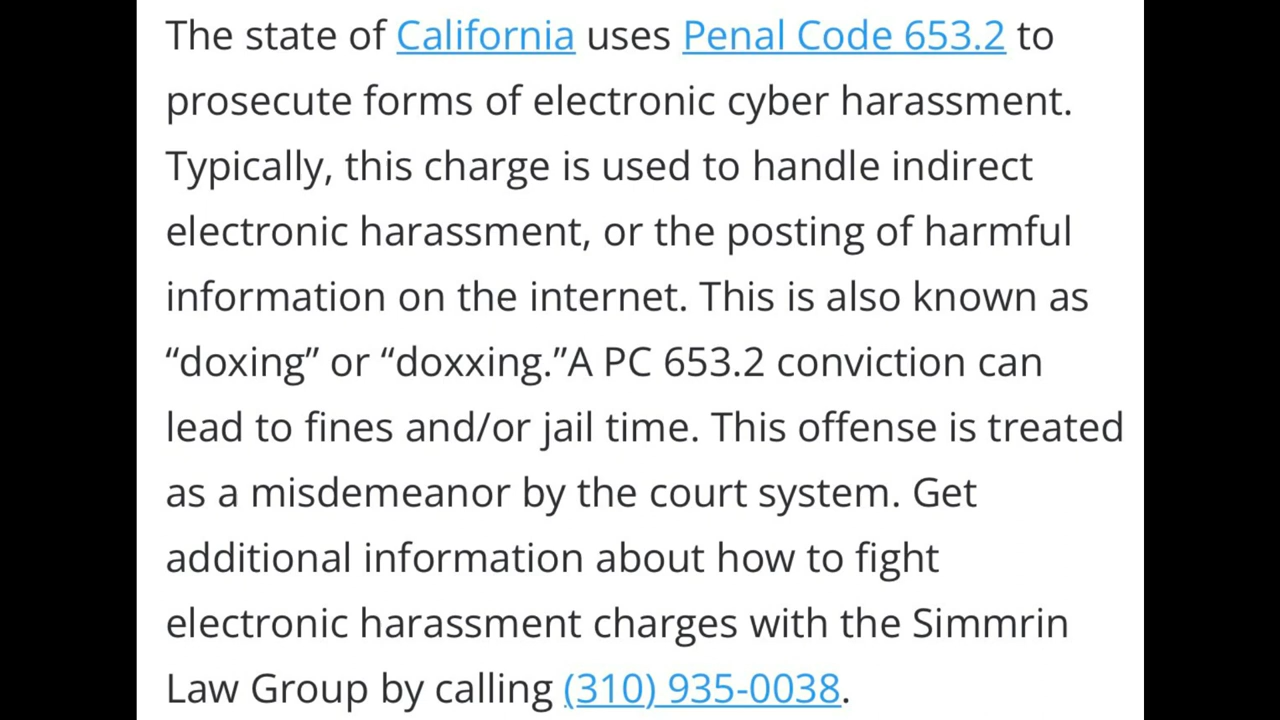 The state of California uses Penal Code 653.2 to
prosecute forms of electronic cyber harassment.
Typically, this charge is used to handle indirect
electronic harassment, or the posting of harmful
information on the internet. This is also known as
“doxing” or “doxxing.”A PC 653.2 conviction can
lead to fines and/or jail time. This offense is treated
as a misdemeanor by the court system. Get
additional information about how to fight
electronic harassment charges with the Simmrin
Law Group by calling (310) 935-0038.